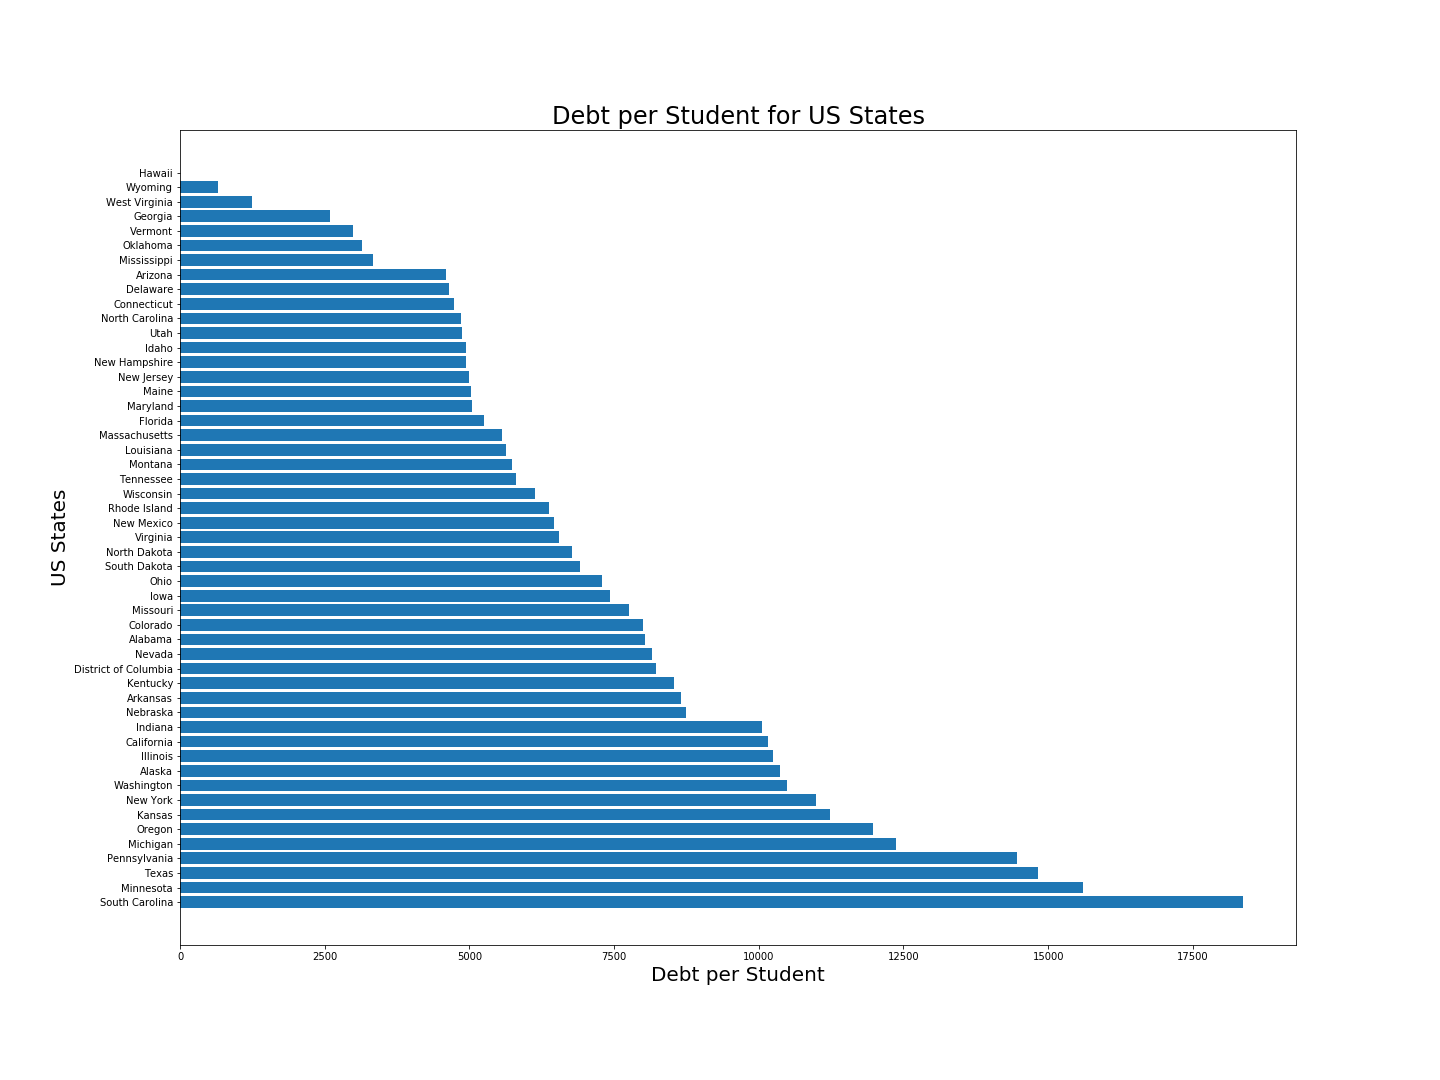 Debt per Student for US States
Hawaii
Wyoming
West Virginia
Georgia
Vermont
Oklahoma
Mississippi
Arizona
Delaware
Connecticut
North Carolina
Utah
Idaho
New Hampshire
New Jersey
Maine
Maryland
Florida
Massachusetts
Louisiana
Montana
Tennessee
Wisconsin
Rhode Island
New Mexico
Virginia
North Dakota
South Dakota
Ohio
Iowa
Missouri
Colorado
Alabama
Nevada
District of Columbia
Kentucky
Arkansas
Nebraska
Indiana
California
Illinois
Alaska
Washington
New York
Kansas
Oregon
Michigan
Pennsylvania
Texas
Minnesota
South Carolina
US States
0 2500 5000 7500 10000 12500 15000 17500
Debt per Student